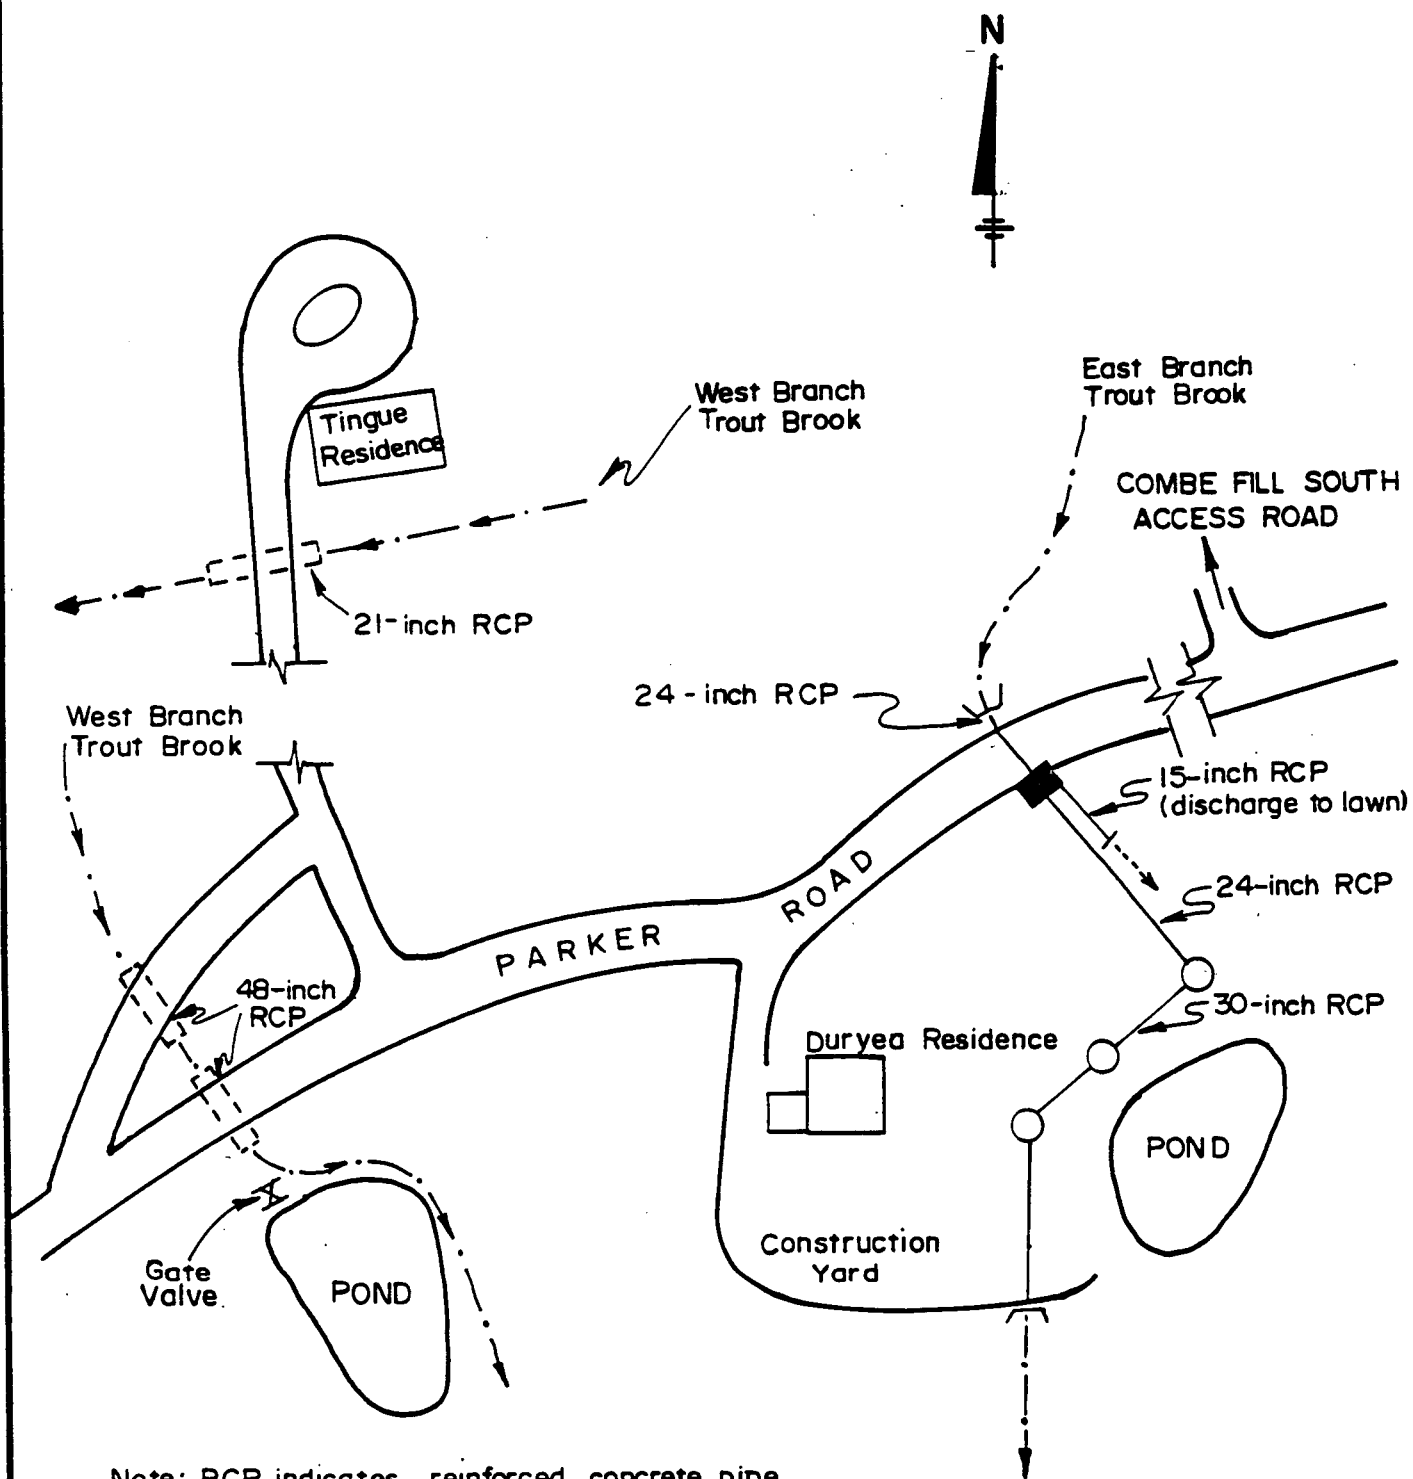 N
East Branch
Trout Brook
West Branch
Trout Brook
Tingue
Residence
COMBE FILL SOUTH
ACCESS ROAD
21-inch RCP
24-inch RCP
West Branch
Trout Brook
15-inch RCP
(discharge to lawn)
ROAD
24-inch RCP
PARKER
48-inch
RCP
30-inch RCP
Duryea Residence
POND
Construction
Yard
Gate
Valve
POND
Note: RCP indicates reinforced concrete pipe